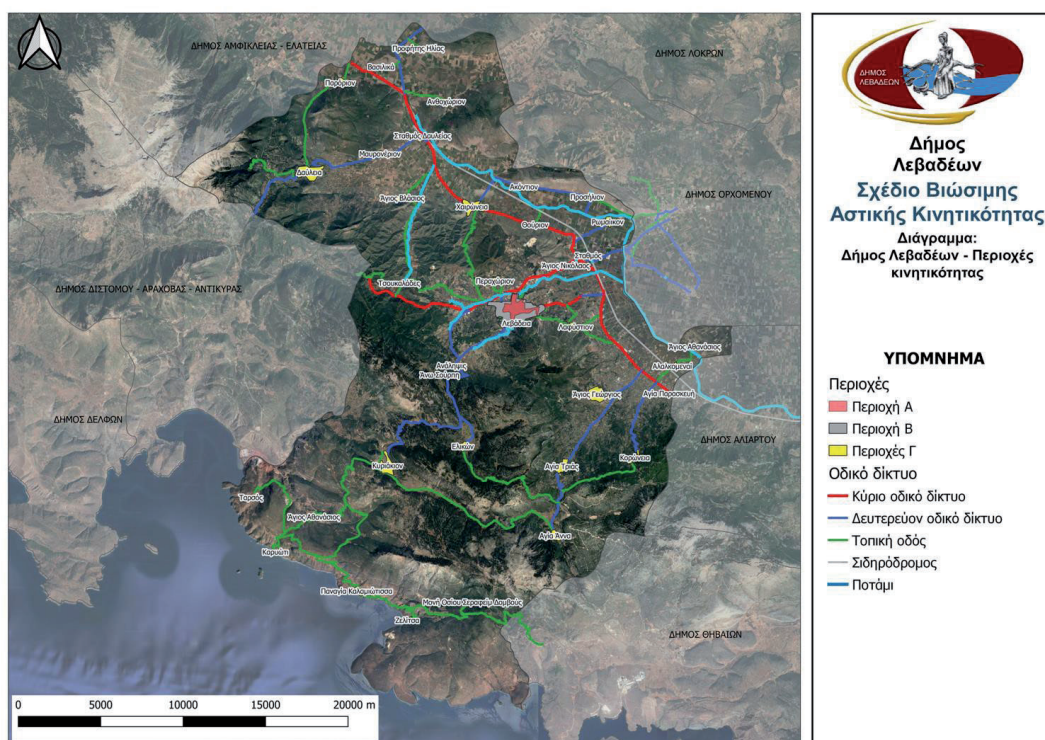 ΔΗΜΟΣ ΑΜΦΙΚΛΕΙΑΣ - ΕΛΑΤΕΙΑΣ
Προφήτης Ηλίας
ΔΗΜΟΣ ΛΟΚΡΩΝ
Βασιλικά
Παρόριον
Ανθοχώριον
Σταθμός Δουλείας
Μαυρονέριον
Δαύλεια
Άγιος Βλάσιος
Ακόντιον
Προσήλιον
ΔΗΜΟΣ ΟΡΧΟΜΕΝΟΥ
Χαιρώνεια
Ρωμαίικον
Θούριον
Σταθμός
Άγιος Νικόλαος
ΔΗΜΟΣ ΔΙΣΤΟΜΟΥ - ΑΡΑΧΟΒΑΣ - ΑΝΤΙΚΥΡΑΣ
Τσουκαλάδες
Περαχώριον
Λεβάδεια
Λαφύστιον
Άγιος Αθανάσιος
Ανάληψις
Άνω Σούρπη
Αλαλκομεναί
Άγιος Γεώργιος
Αγία Παρασκευή
ΔΗΜΟΣ ΔΕΛΦΩΝ
ΔΗΜΟΣ ΑΛΙΑΡΤΟΥ
Ελικών
Κορώνεια
Κυριάκιον
Αγία Τριάς
Ταρσός
Άγιος Αθανάσιος
Αγία Άννα
Καρυώτι
Παναγία Καλαμιώτισσα
Μονή Οσίου Σεραφείμ Δομβούς
Ζελίτσα
ΔΗΜΟΣ ΘΗΒΑΙΩΝ
0 5000 10000 15000 20000 m
ΔΗΜΟΣ
ΛΕΒΑΔΕΩΝ
Δήμος
Λεβαδέων
Σχέδιο Βιώσιμης
Αστικής Κινητικότητας
Διάγραμμα:
Δήμος Λεβαδέων - Περιοχές
κινητικότητας
ΥΠΟΜΝΗΜΑ
Περιοχές
Περιοχή Α
Περιοχή Β
Περιοχές Γ
Οδικό δίκτυο
Κύριο οδικό δίκτυο
Δευτερεύον οδικό δίκτυο
Τοπική οδός
Σιδηρόδρομος
Ποτάμι